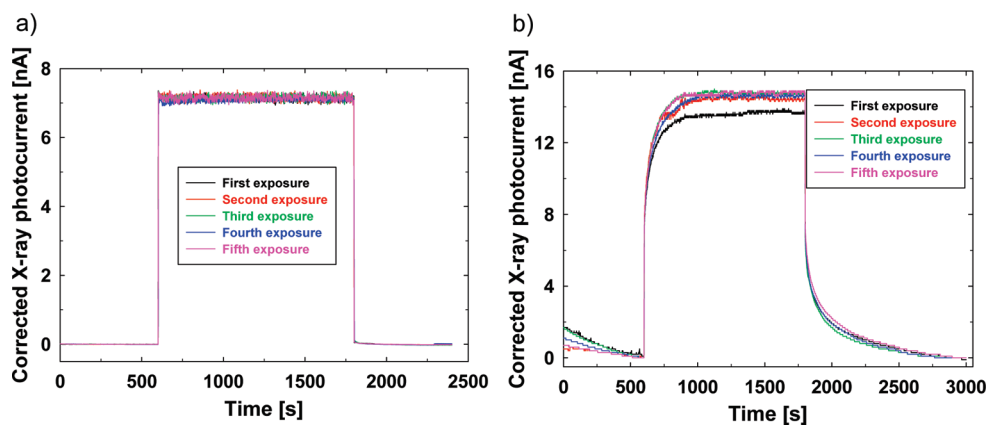 a)
Corrected X-ray photocurrent [nA]
8
6
4
2
0
First exposure
Second exposure
Third exposure
Fourth exposure
Fifth exposure
0 500 1000 1500 2000 2500
Time [s]
b)
Corrected X-ray photocurrent [nA]
16
12
8
4
0
First exposure
Second exposure
Third exposure
Fourth exposure
Fifth exposure
0 500 1000 1500 2000 2500 3000
Time [s]